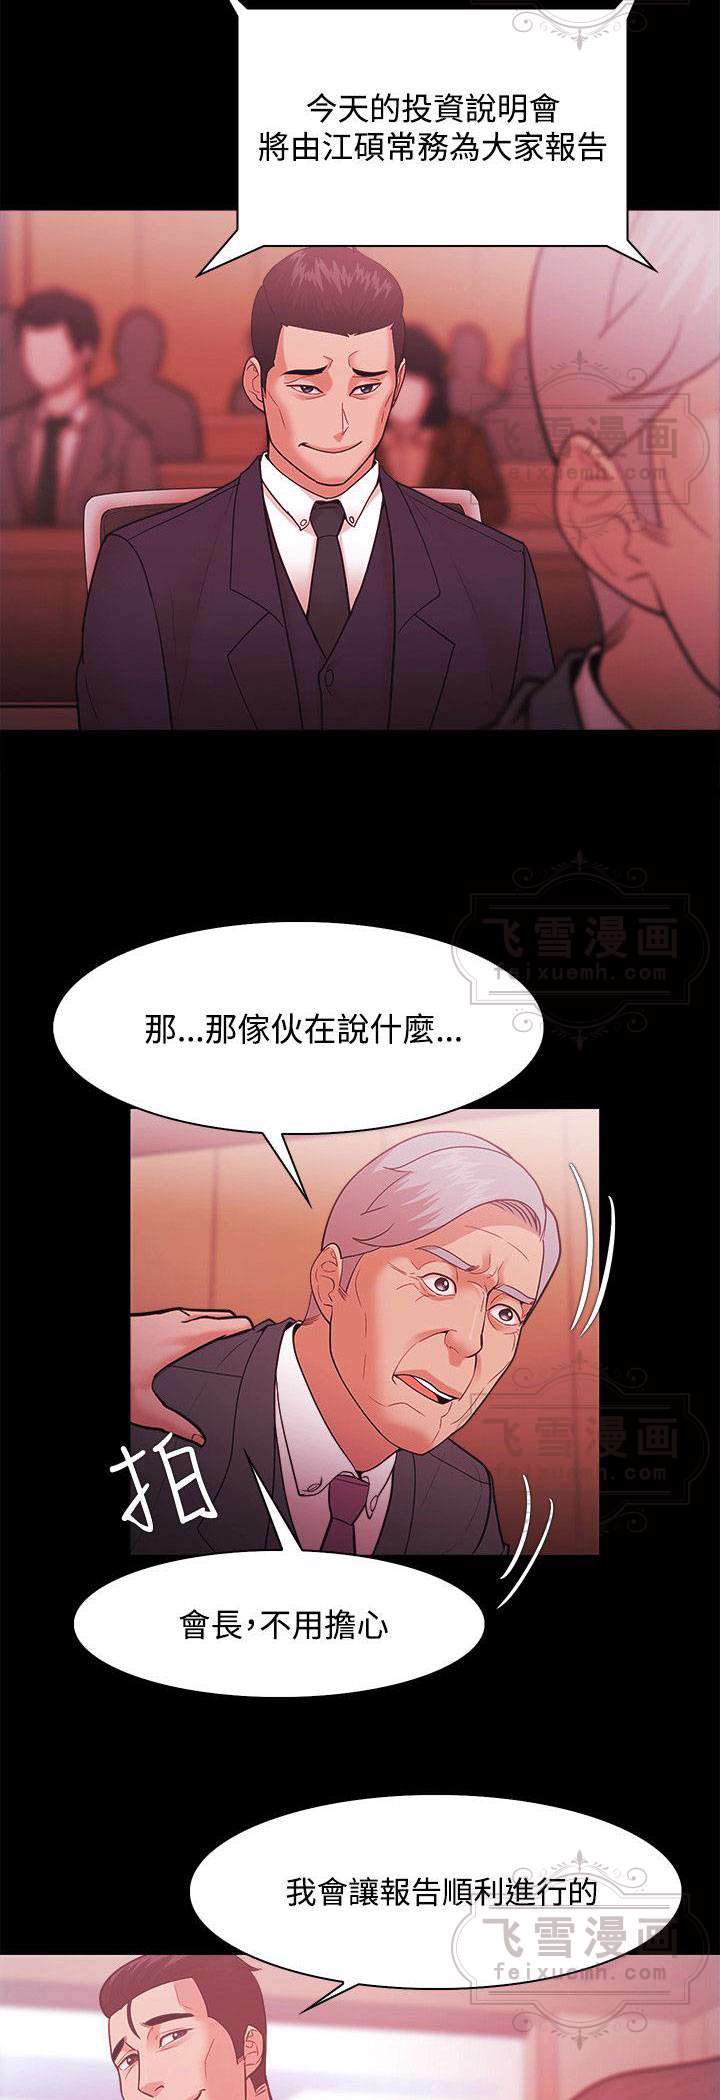 今天的投資說明會
將由江碩常務為大家報告
飞雪漫画
feixuemh.com
飞雪漫画
feixuemh.com
那...那傢伙在說什麼...
飞雪漫画
feixuemh.com
拍
會長,不用擔心
我會讓報告順利進行的
飞雪漫画
feixuemh.com